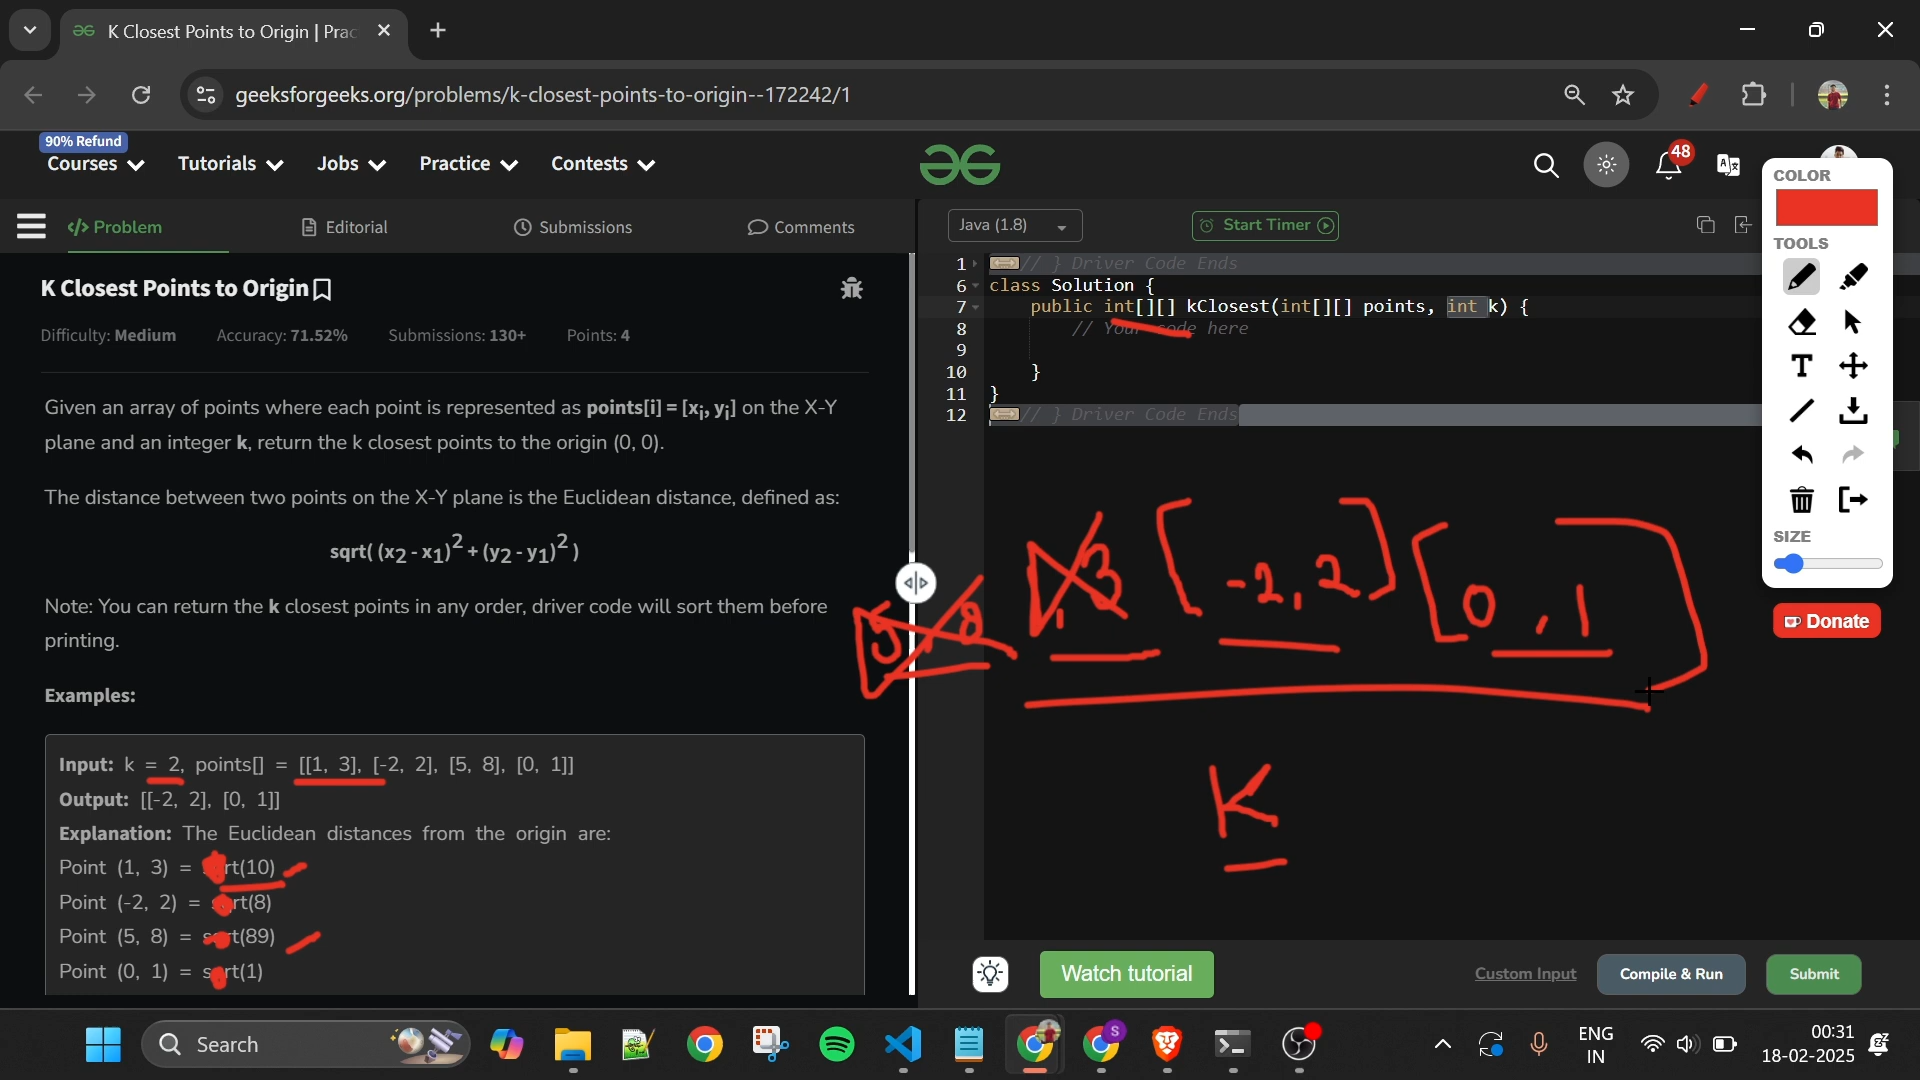 K Closest Points to Origin | Prac
geeksforgeeks.org/problems/k-closest-points-to-origin--172242/1
90% Refund
Courses Tutorials Jobs Practice Contests
48
Problem Editorial Submissions Comments
Java (1.8) Start Timer
K Closest Points to Origin
Difficulty: Medium Accuracy: 71.52% Submissions: 130+ Points: 4
Given an array of points where each point is represented as points[i] = [xi, yi] on the X-Y
plane and an integer k, return the k closest points to the origin (0, 0).
The distance between two points on the X-Y plane is the Euclidean distance, defined as:
sqrt( (x2 - x1)2 + (y2 - y1)2 )
Note: You can return the k closest points in any order, driver code will sort them before
printing.
Examples:
Input: k = 2, points[] = [[1, 3], [-2, 2], [5, 8], [0, 1]]
Output: [[-2, 2], [0, 1]]
Explanation: The Euclidean distances from the origin are:
Point (1, 3) = sqrt(10)
Point (-2, 2) = sqrt(8)
Point (5, 8) = sqrt(89)
Point (0, 1) = sqrt(1)
1 // } Driver Code Ends
6 class Solution {
7 public int[][] kClosest(int[][] points, int k) {
8 // Your code here
9
10 }
11 }
12 // } Driver Code Ends
5, 8 1, 3 [-2, 2] [0, 1]
K
COLOR
TOOLS
T
SIZE
Donate
Watch tutorial Custom Input Compile & Run Submit
Search
S
ENG
IN
00:31
18-02-2025